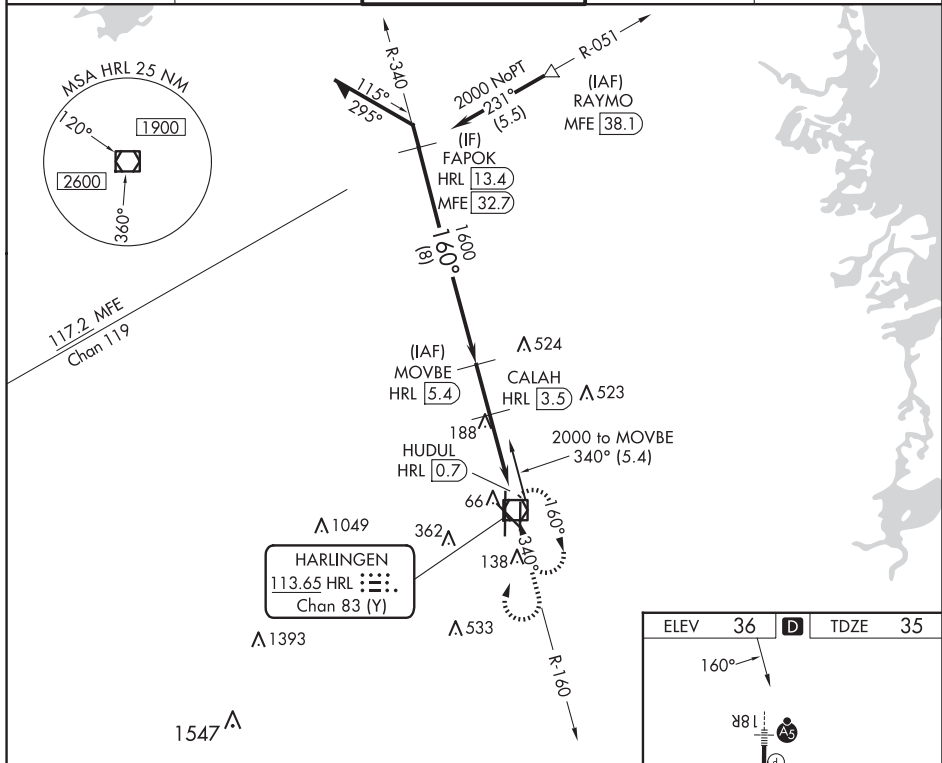 MSA HRL 25 NM
120°
1900
2600
360°
R-340
115°
295°
2000 NoPT
231°
(5.5)
R-051
(IAF)
RAYMO
MFE 38.1
(IF)
FAPOK
HRL 13.4
MFE 32.7
1600
160°
(8)
117.2 MFE
Chan 119
(IAF)
MOVBE
HRL 5.4
524
CALAH
HRL 3.5
523
188
2000 to MOVBE
340° (5.4)
HUDUL
HRL 0.7
66
160°
1049
362
340°
138
HARLINGEN
113.65 HRL
Chan 83 (Y)
1393
533
R-160
1547
ELEV 36 D TDZE 35
160°
18R
A5